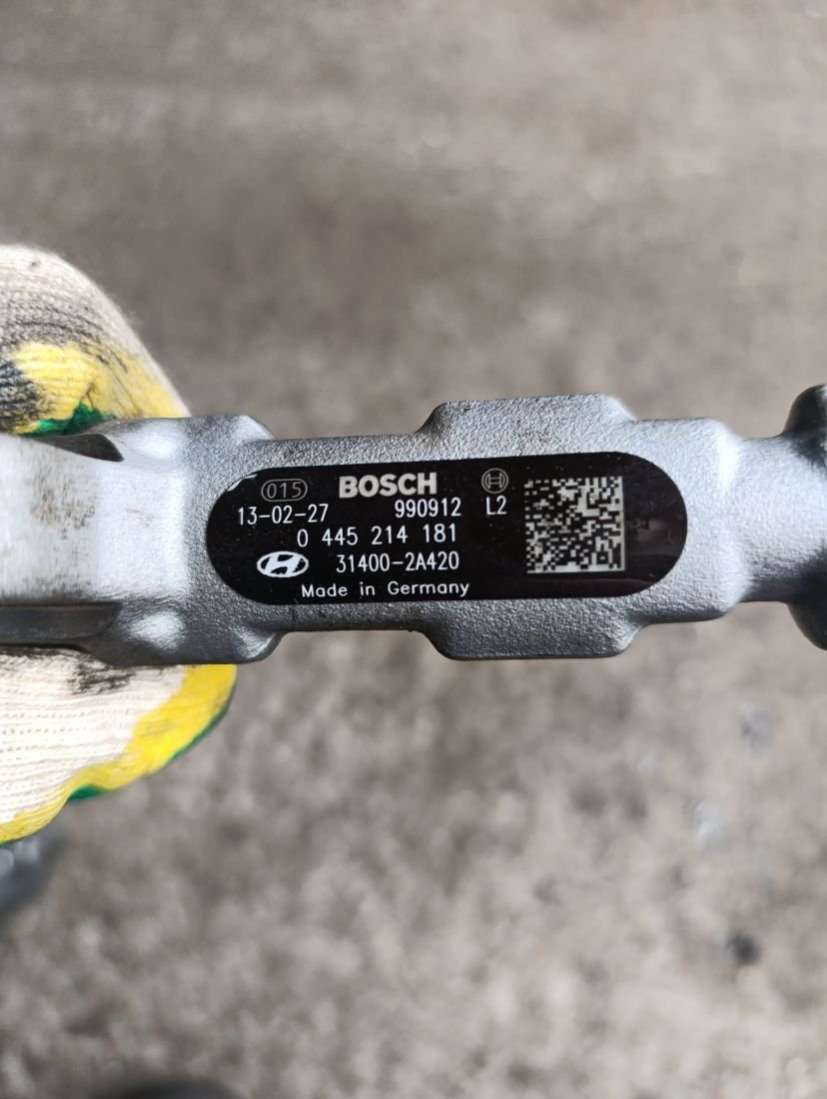 015 BOSCH
13-02-27 990912 L2
0 445 214 181
31400-2A420
Made in Germany